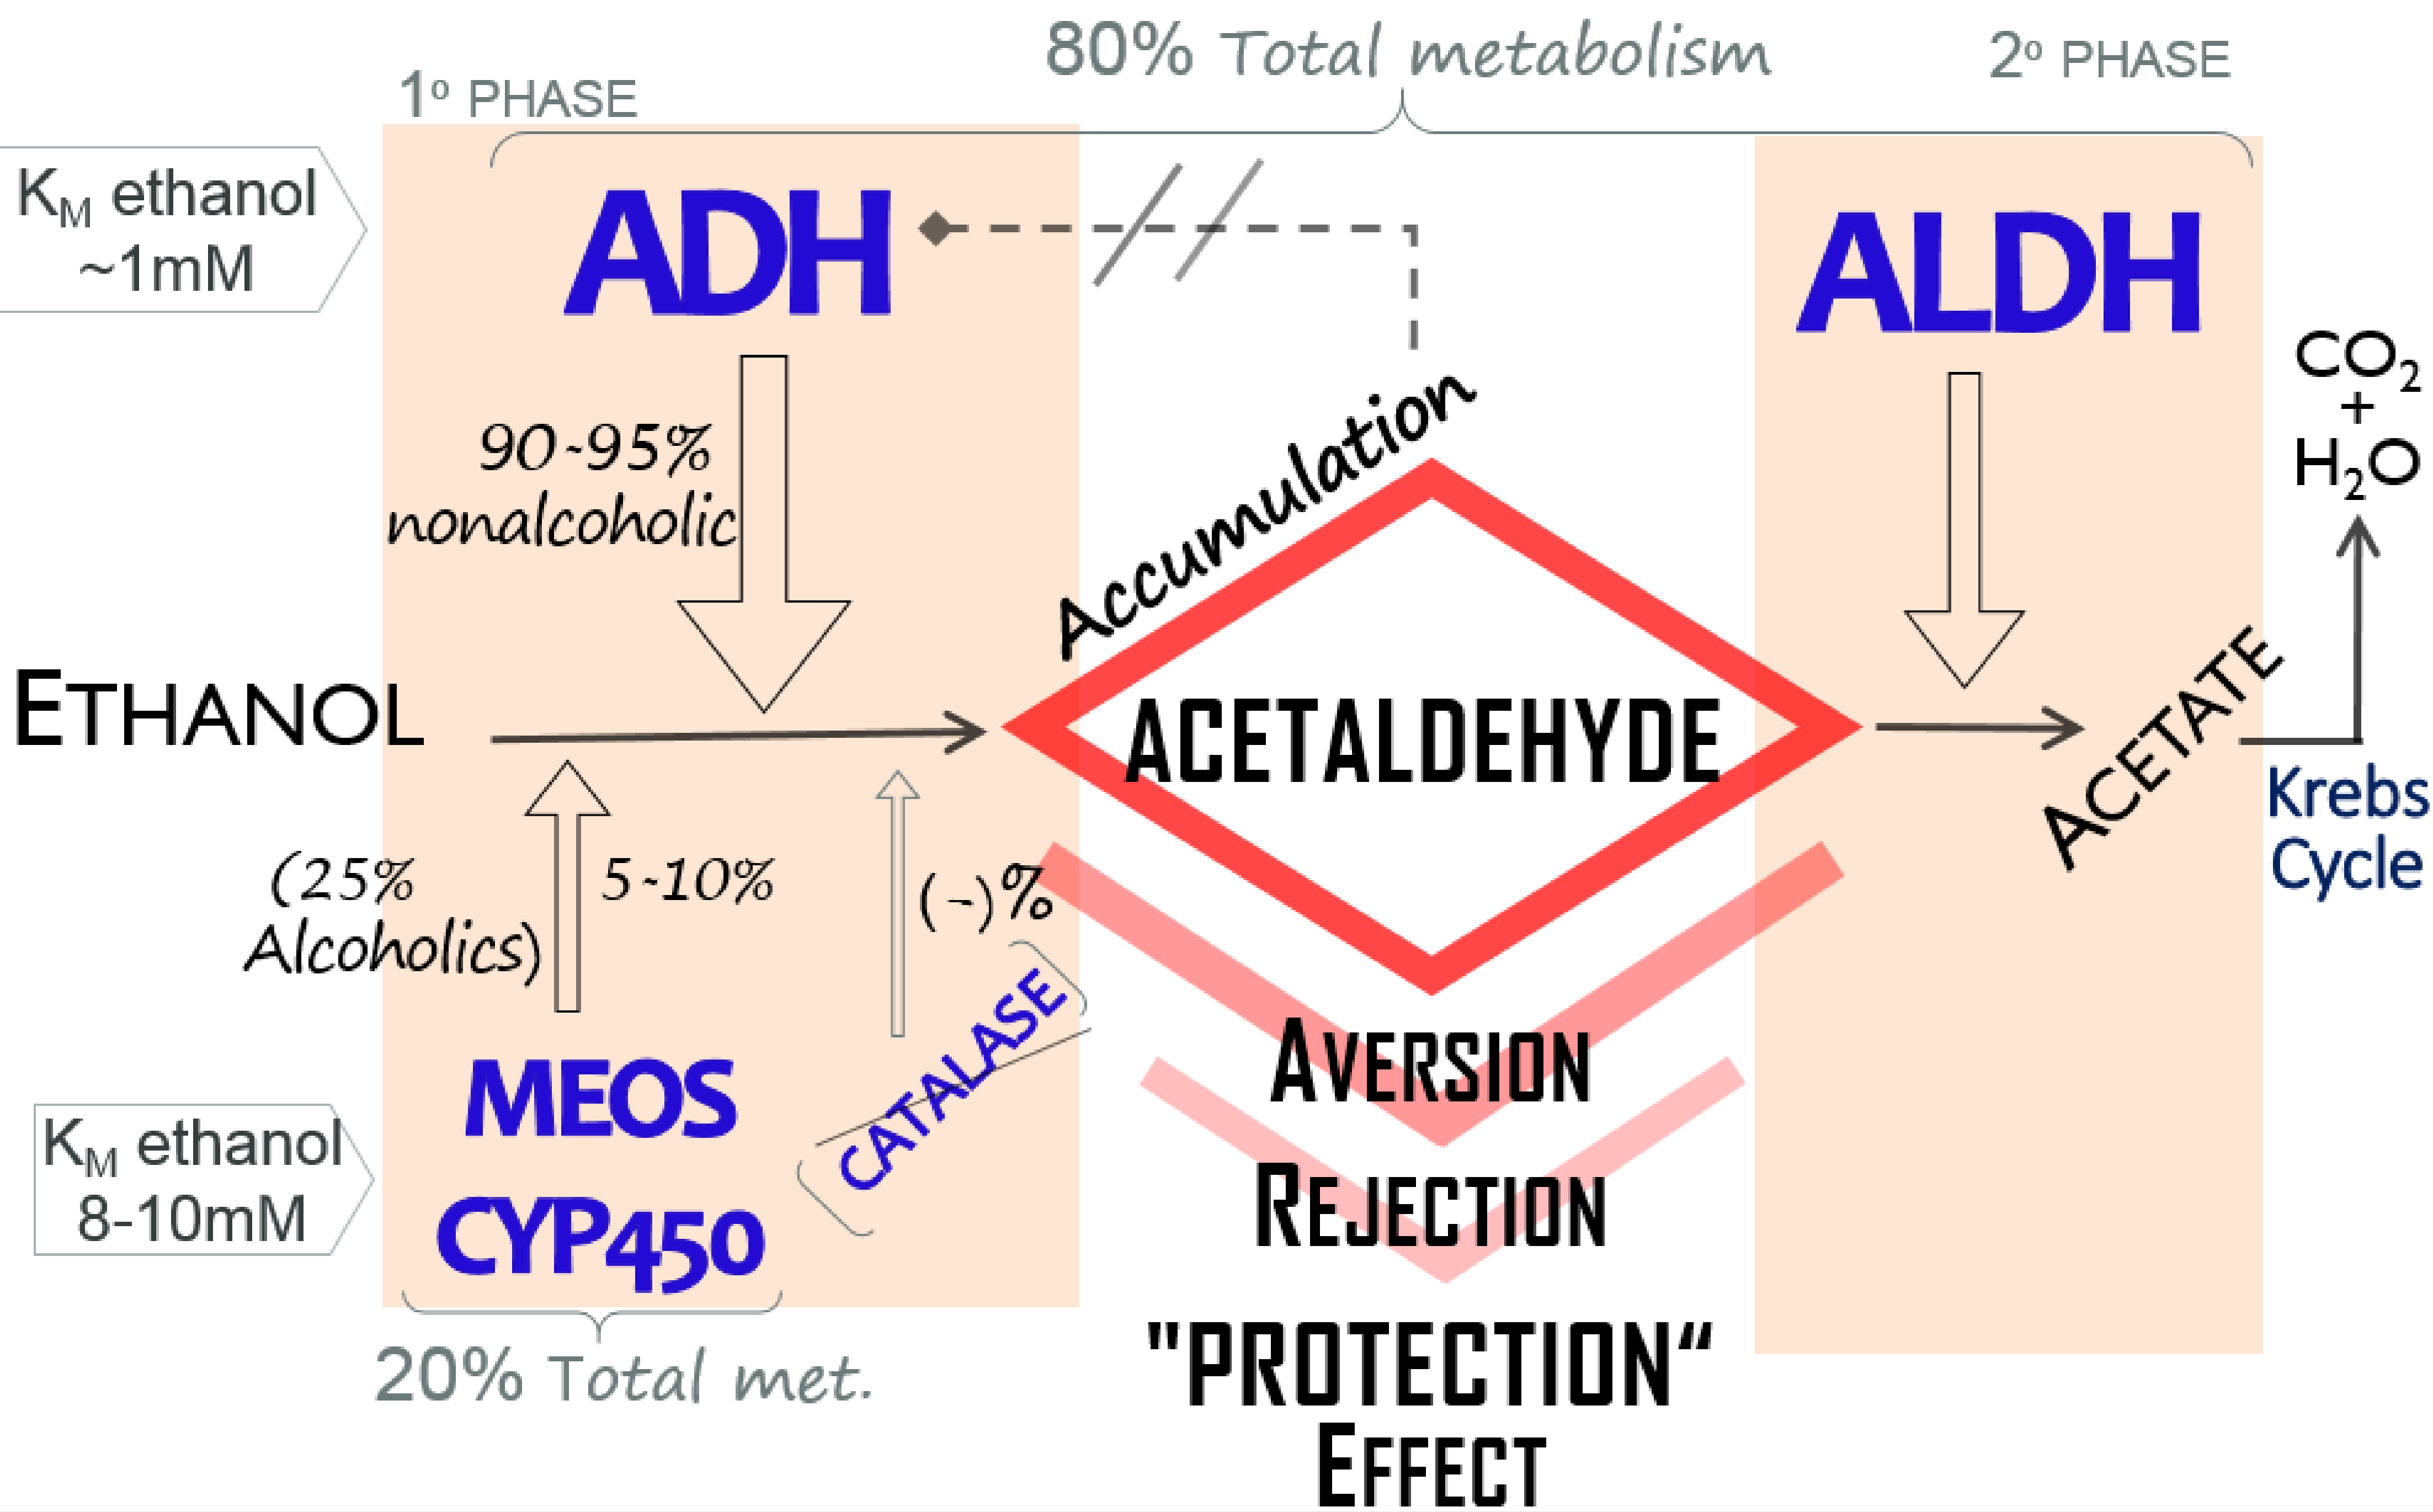 80% Total metabolism
1º PHASE
2º PHASE
KM ethanol
~1mM
ADH
ALDH
CO2
+
H2O
90-95%
nonalcoholic
Accumulation
ETHANOL
ACETALDEHYDE
ACETATE
Krebs
Cycle
(25%
Alcoholics)
5-10%
(-)%
CATALASE
MEOS
CYP450
KM ethanol
8-10mM
20% Total met.
AVERSION
REJECTION
"PROTECTION“
EFFECT